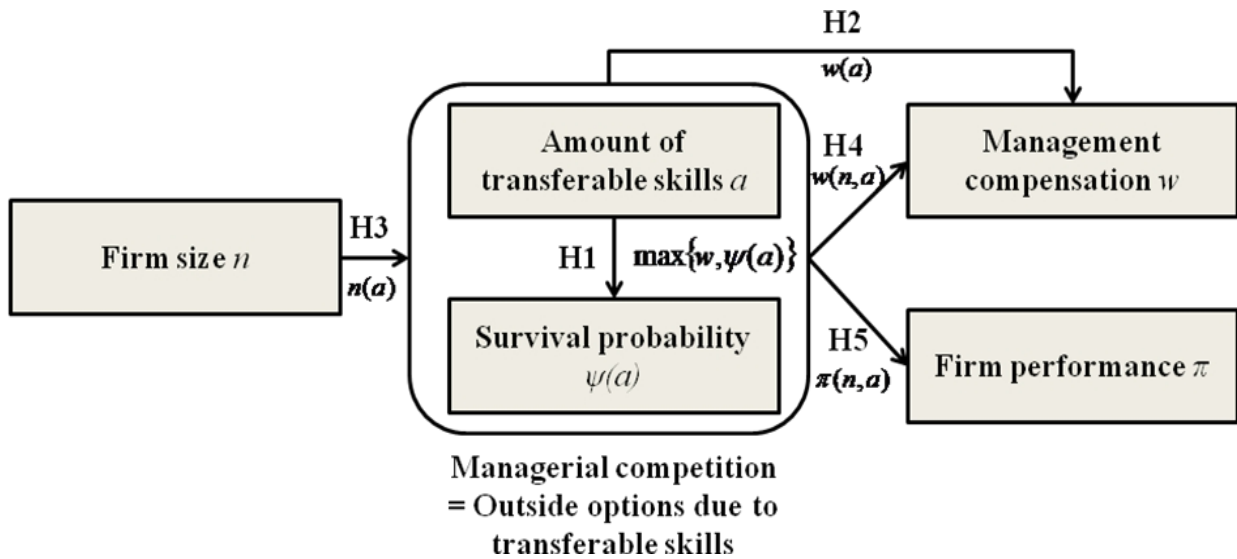 H2
w(a)
Amount of
transferable skills a
Management
compensation w
H4
w(n,a)
Firm size n
H3
n(a)
H1
max{w,ψ(a)}
Survival probability
ψ(a)
H5
π(n,a)
Firm performance π
Managerial competition
= Outside options due to
transferable skills